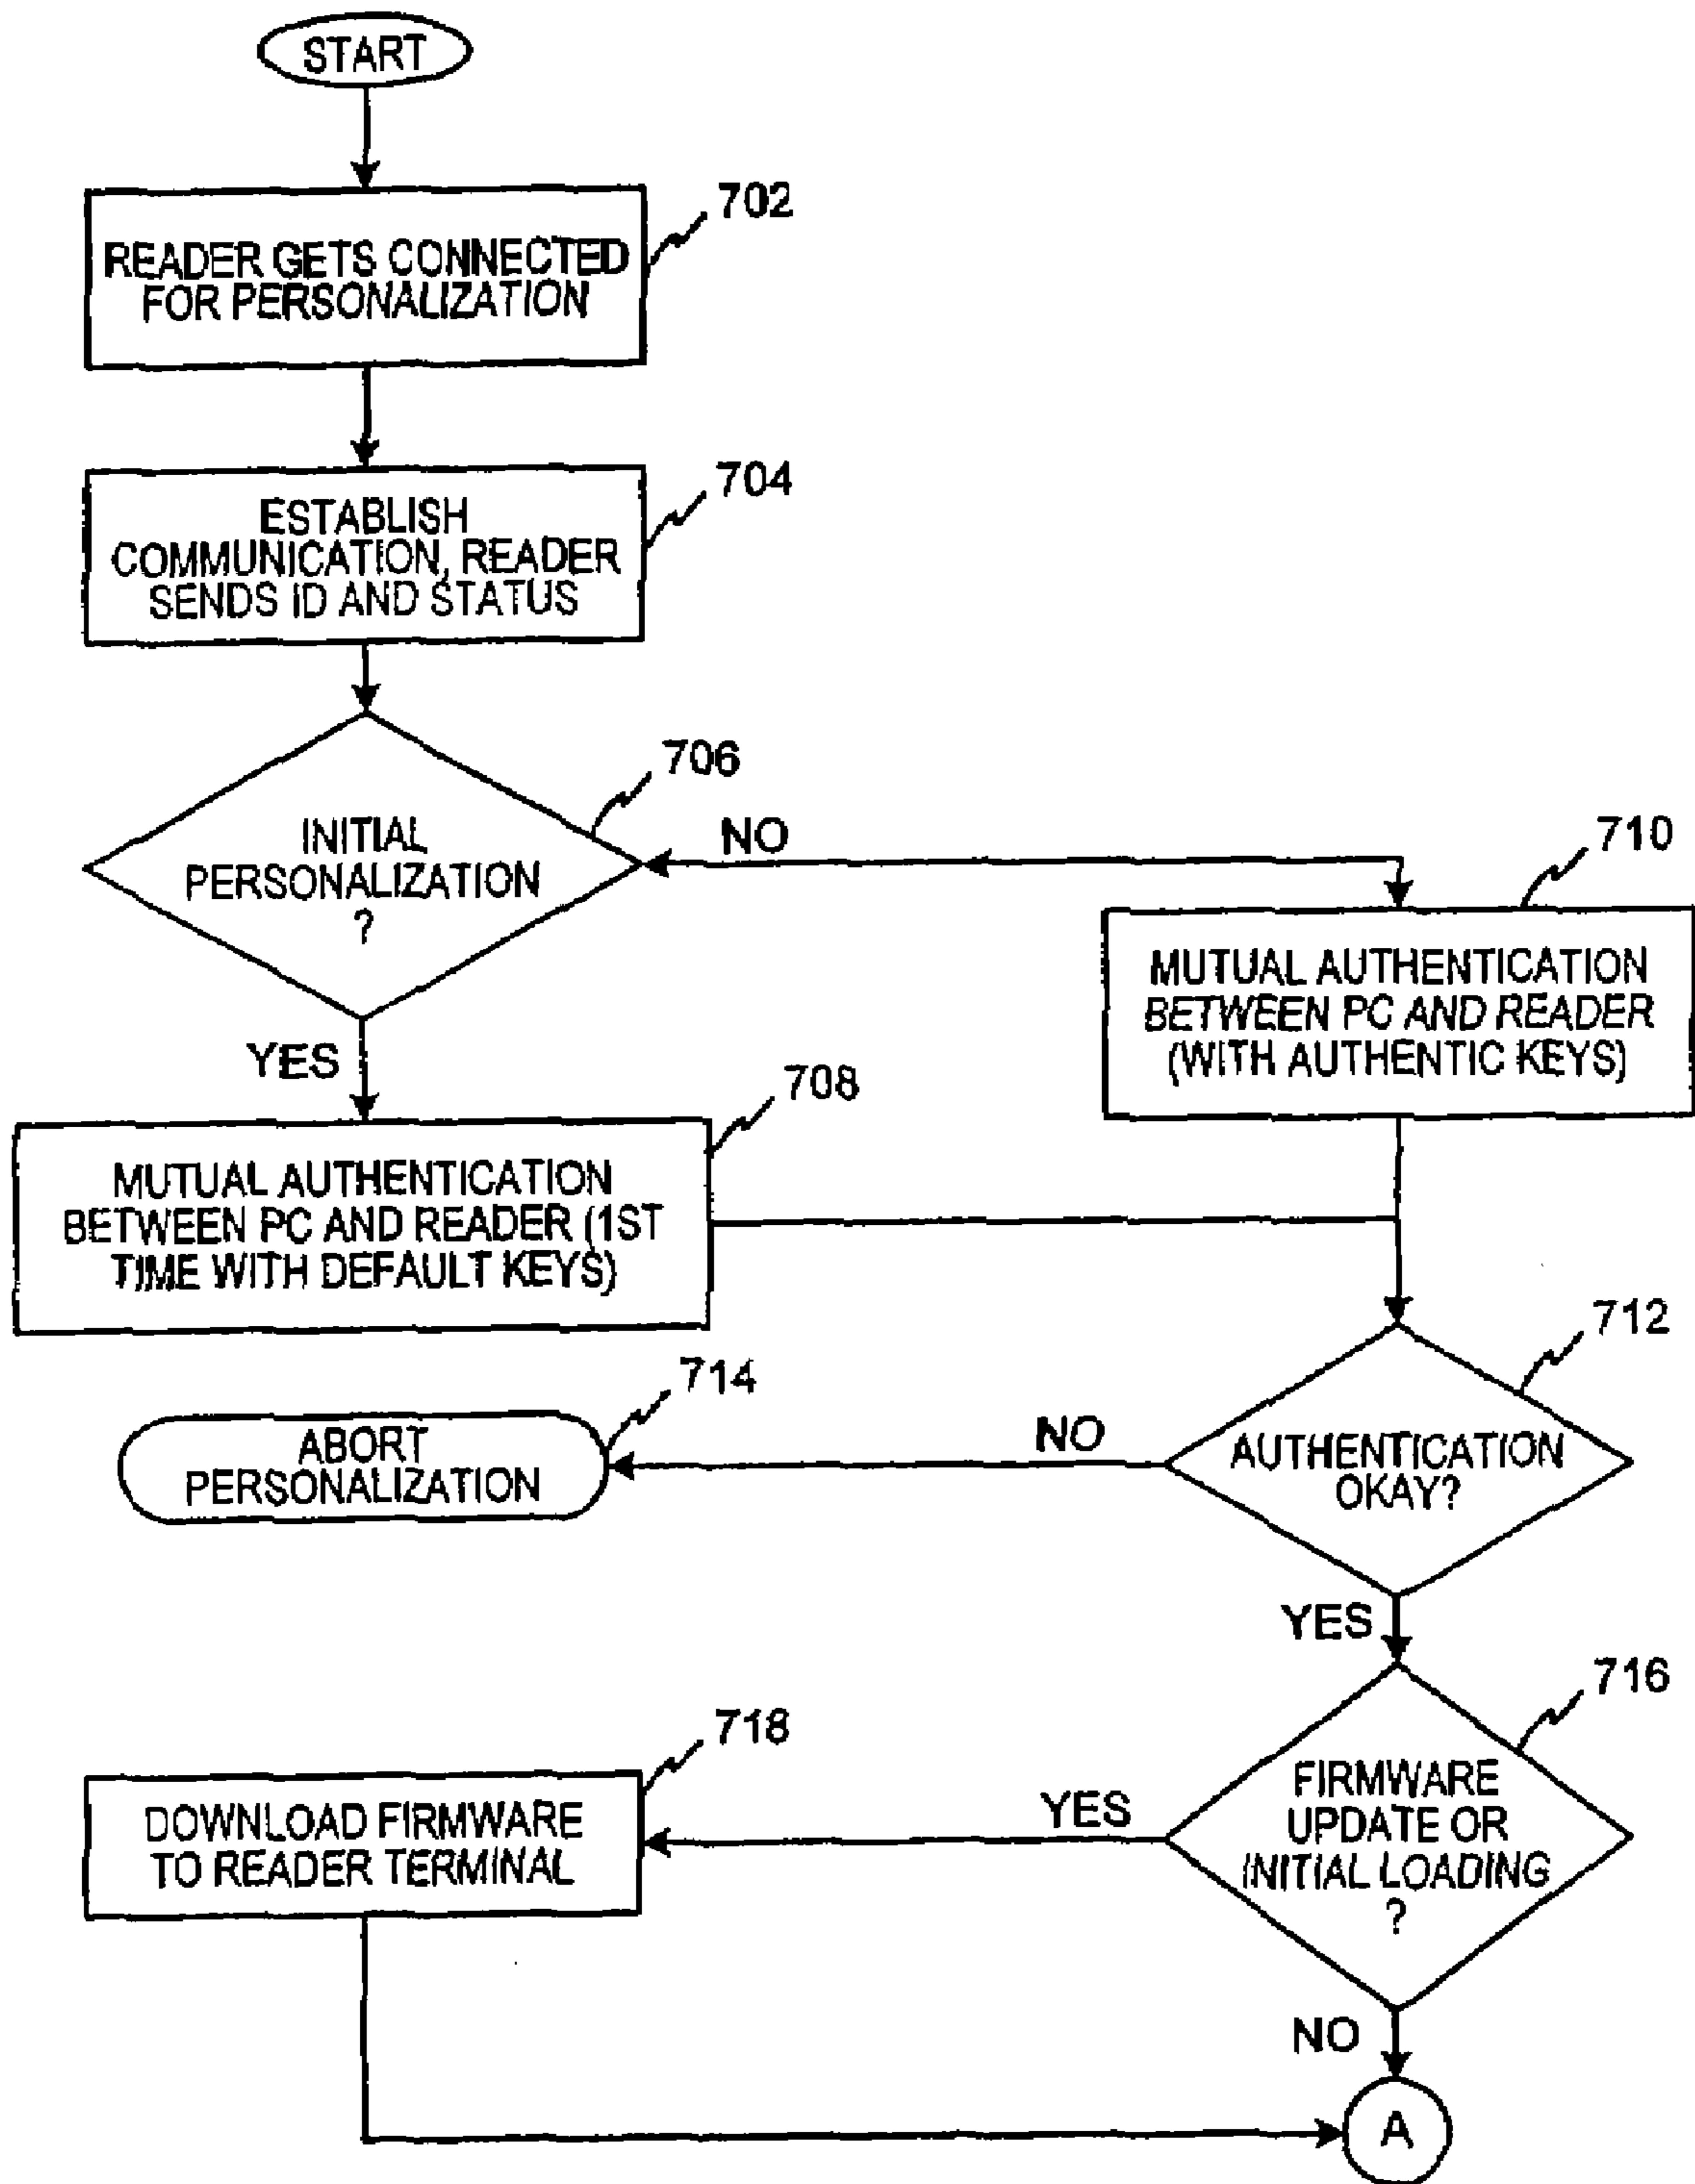 START
702
READER GETS CONNECTED
FOR PERSONALIZATION
704
ESTABLISH
COMMUNICATION, READER
SENDS ID AND STATUS
706
INITIAL
PERSONALIZATION
?
NO
710
MUTUAL AUTHENTICATION
BETWEEN PC AND READER
(WITH AUTHENTIC KEYS)
YES
708
MUTUAL AUTHENTICATION
BETWEEN PC AND READER (1ST
TIME WITH DEFAULT KEYS)
712
AUTHENTICATION
OKAY?
NO
714
ABORT
PERSONALIZATION
YES
716
FIRMWARE
UPDATE OR
INITIAL LOADING
?
YES
718
DOWNLOAD FIRMWARE
TO READER TERMINAL
NO
A